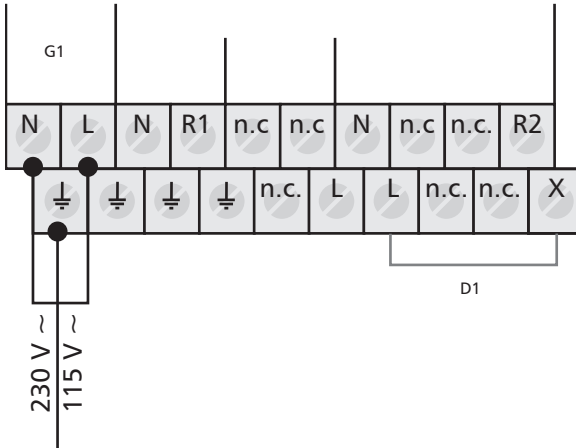 G1
N L N R1 n.c n.c N n.c n.c. R2
n.c. L L n.c. n.c. X
D1
230 V ~
115 V ~